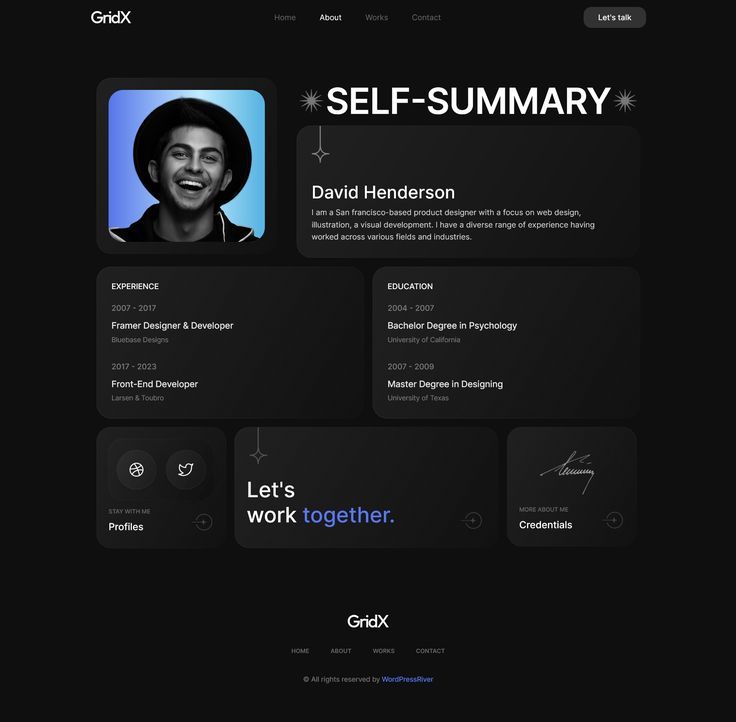 GridX
Home About Works Contact
Let's talk
SELF-SUMMARY
David Henderson
I am a San francisco-based product designer with a focus on web design,
illustration, a visual development. I have a diverse range of experience having
worked across various fields and industries.
EXPERIENCE
2007 - 2017
Framer Designer & Developer
Bluebase Designs
2017 - 2023
Front-End Developer
Larsen & Toubro
EDUCATION
2004 - 2007
Bachelor Degree in Psychology
University of California
2007 - 2009
Master Degree in Designing
University of Texas
STAY WITH ME
Profiles
Let's
work together.
MORE ABOUT ME
Credentials
GridX
HOME ABOUT WORKS CONTACT
© All rights reserved by WordPressRiver